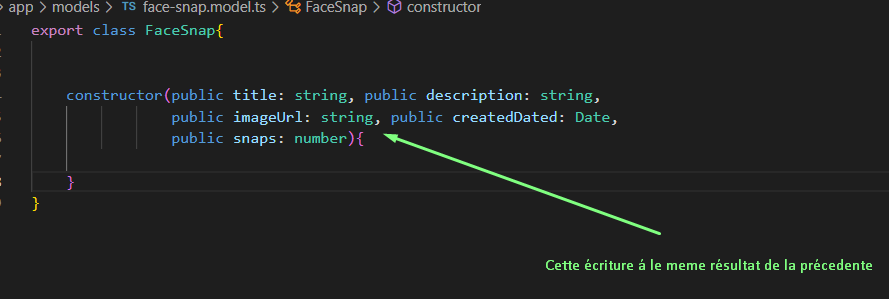 app > models > TS face-snap.model.ts > FaceSnap > constructor
export class FaceSnap{
constructor(public title: string, public description: string,
public imageUrl: string, public createdDated: Date,
public snaps: number){
}
}
Cette écriture á le meme résultat de la précedente